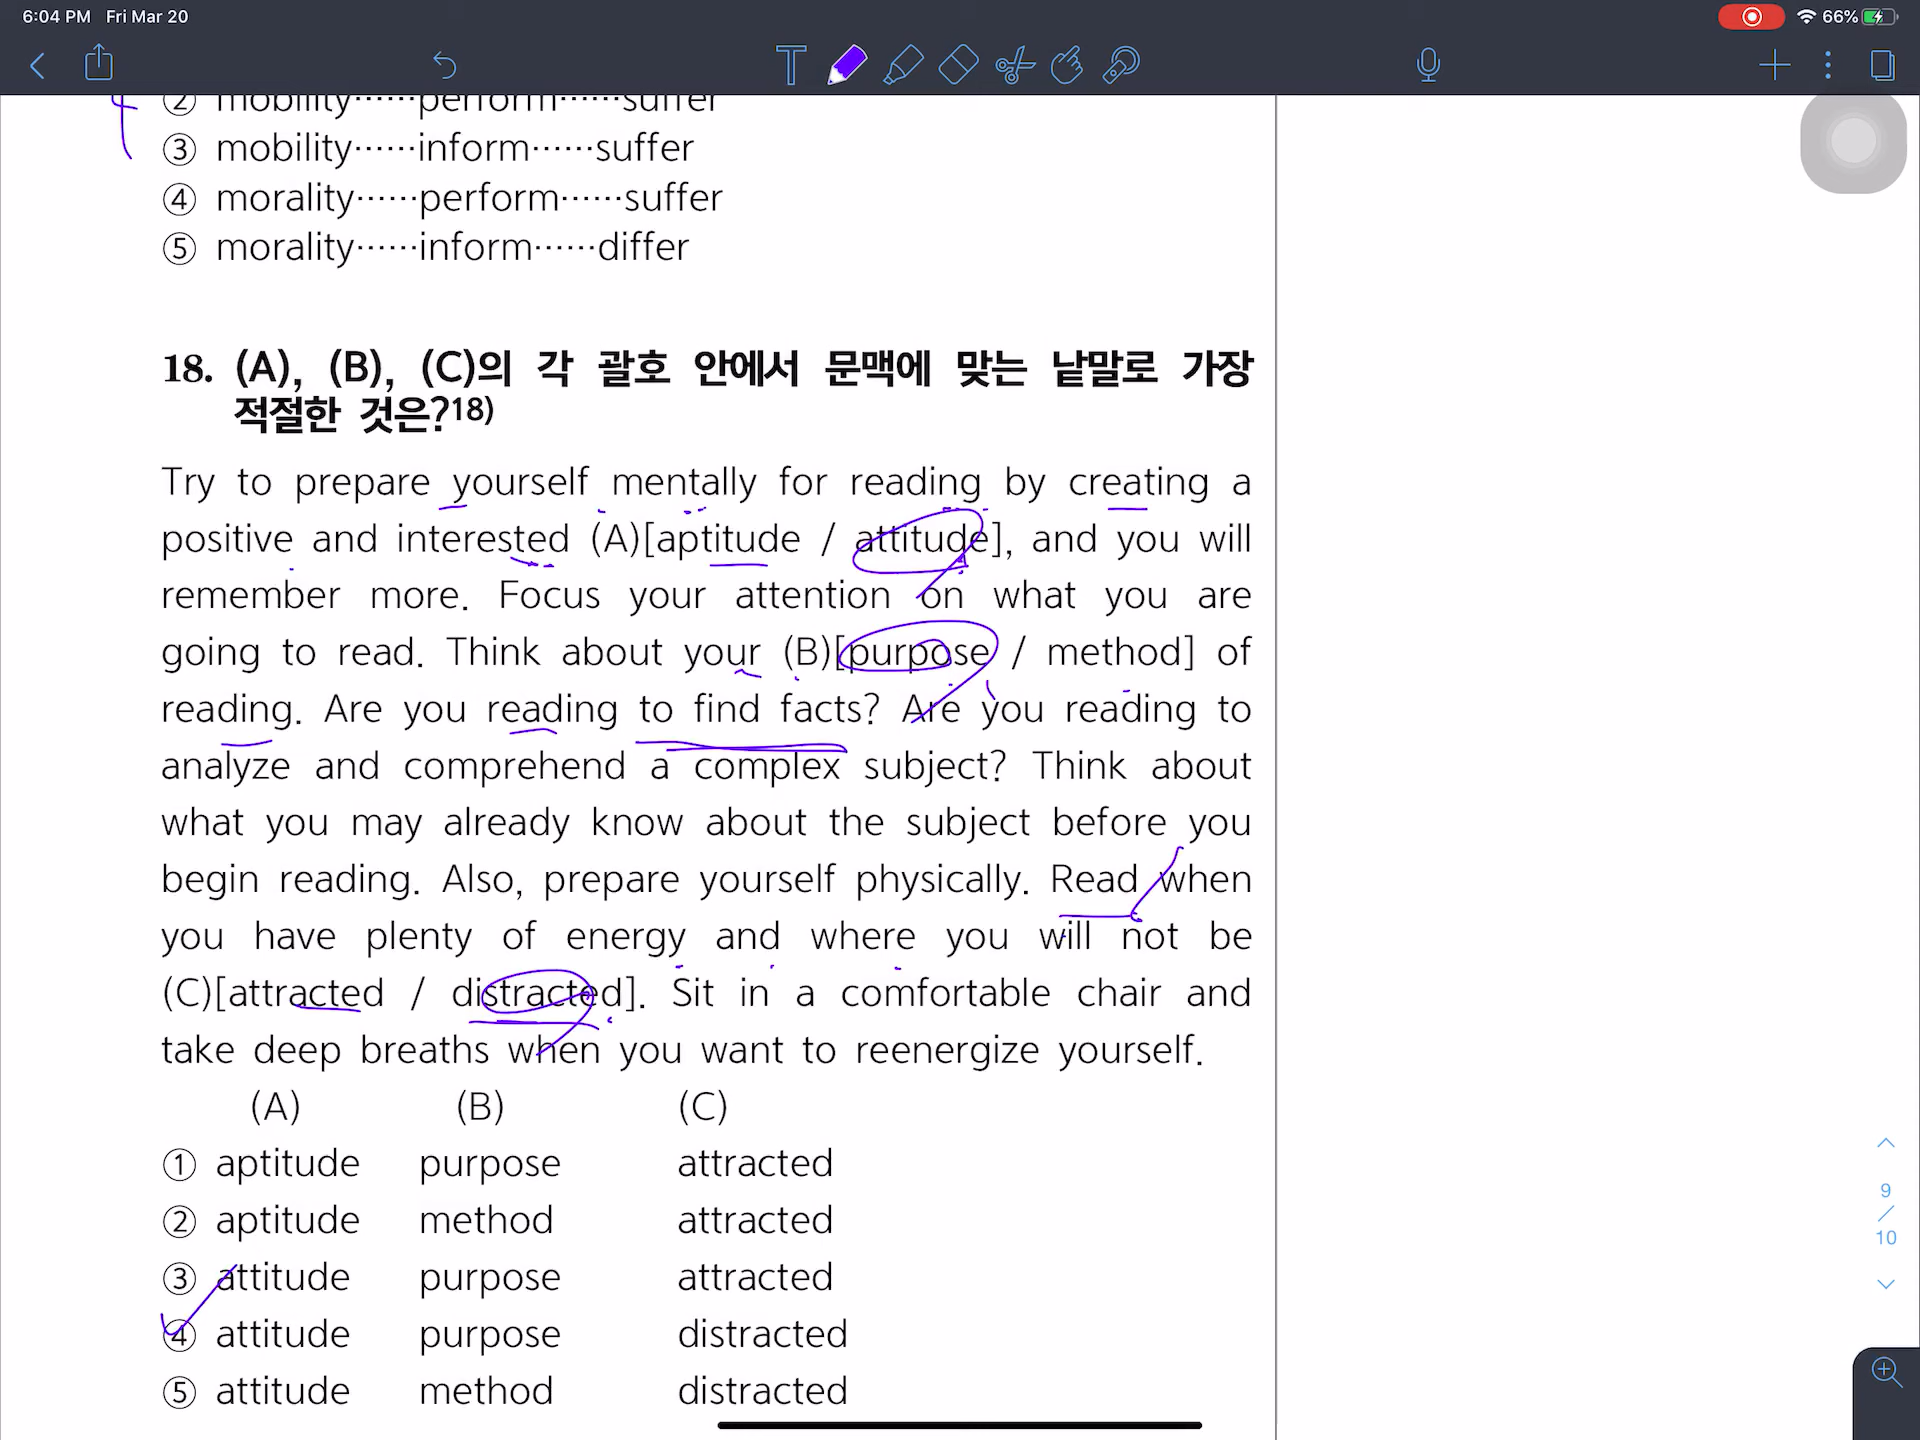 6:04 PM Fri Mar 20
66%
② mobility……perform……suffer
③ mobility……inform……suffer
④ morality……perform……suffer
⑤ morality……inform……differ
18. (A), (B), (C)의 각 괄호 안에서 문맥에 맞는 낱말로 가장
적절한 것은?18)
Try to prepare yourself mentally for reading by creating a
positive and interested (A)[aptitude / attitude], and you will
remember more. Focus your attention on what you are
going to read. Think about your (B)[purpose / method] of
reading. Are you reading to find facts? Are you reading to
analyze and comprehend a complex subject? Think about
what you may already know about the subject before you
begin reading. Also, prepare yourself physically. Read when
you have plenty of energy and where you will not be
(C)[attracted / distracted]. Sit in a comfortable chair and
take deep breaths when you want to reenergize yourself.
(A) (B) (C)
① aptitude purpose attracted
② aptitude method attracted
③ attitude purpose attracted
④ attitude purpose distracted
⑤ attitude method distracted
9
/
10